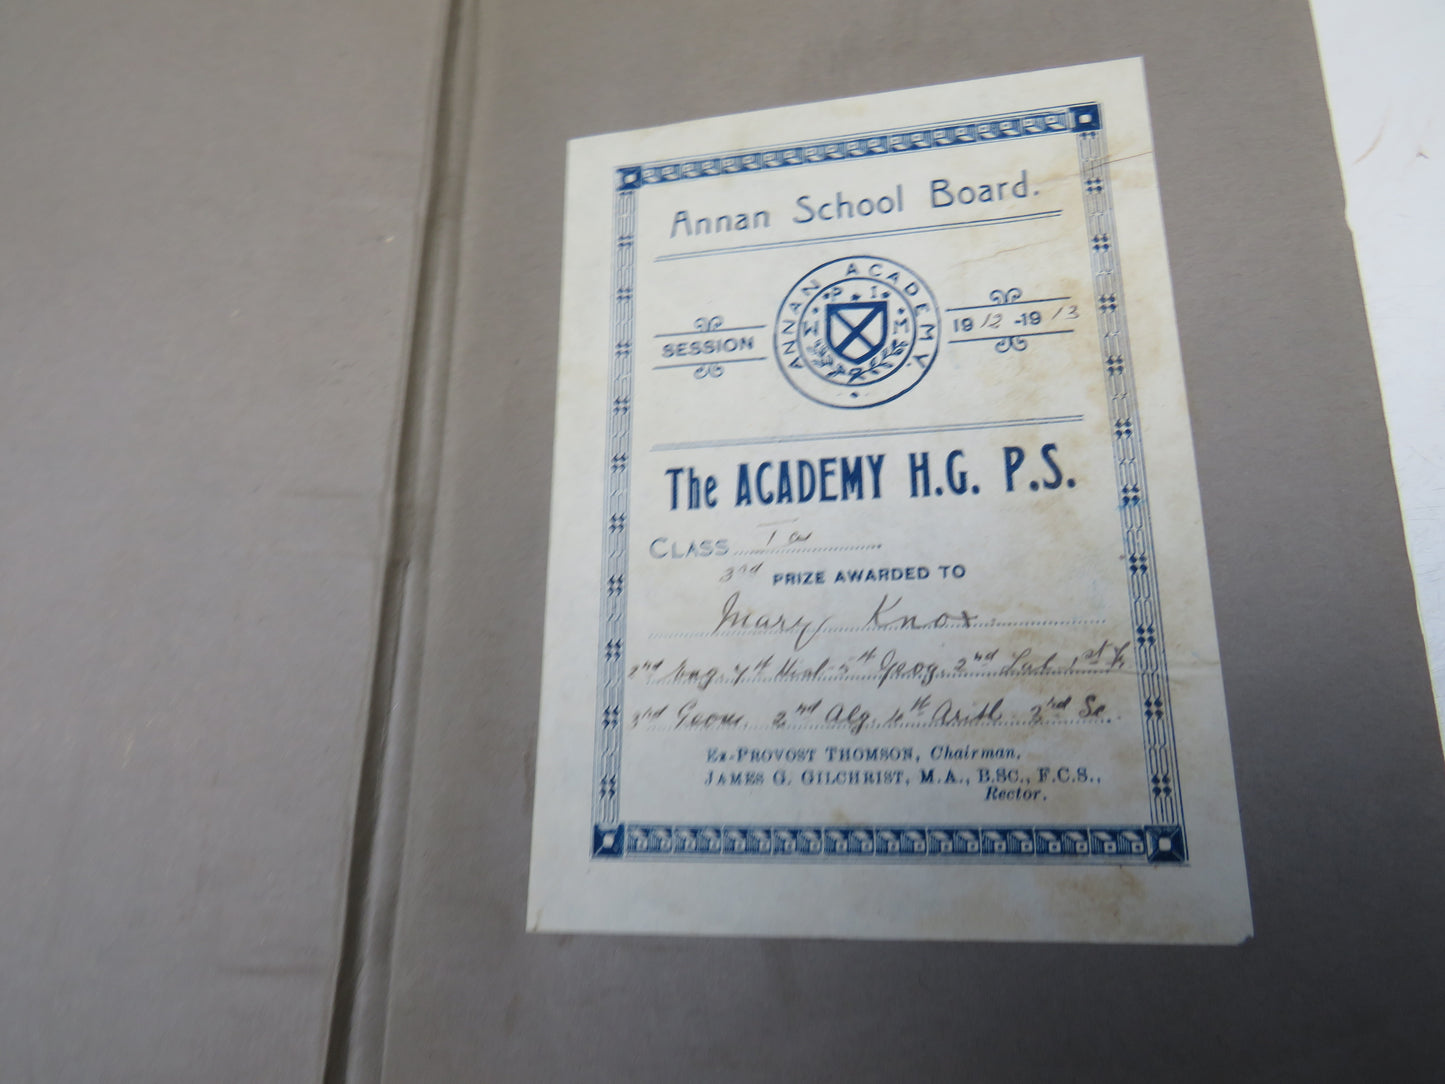 Annan School Board.
ANNAN ACADEMY.
SESSION
1912-1913
The ACADEMY H.G. P.S.
CLASS 1a
3rd PRIZE AWARDED TO
Mary Knox.
2nd Eng. 7th Hist. 5th Geog. 2nd Lat. 1st Fr.
3rd Geom. 2nd Alg. 4th Arith. 2nd Sc.
Ex-PROVOST THOMSON, Chairman.
JAMES G. GILCHRIST, M.A., B.SC., F.C.S.,
Rector.